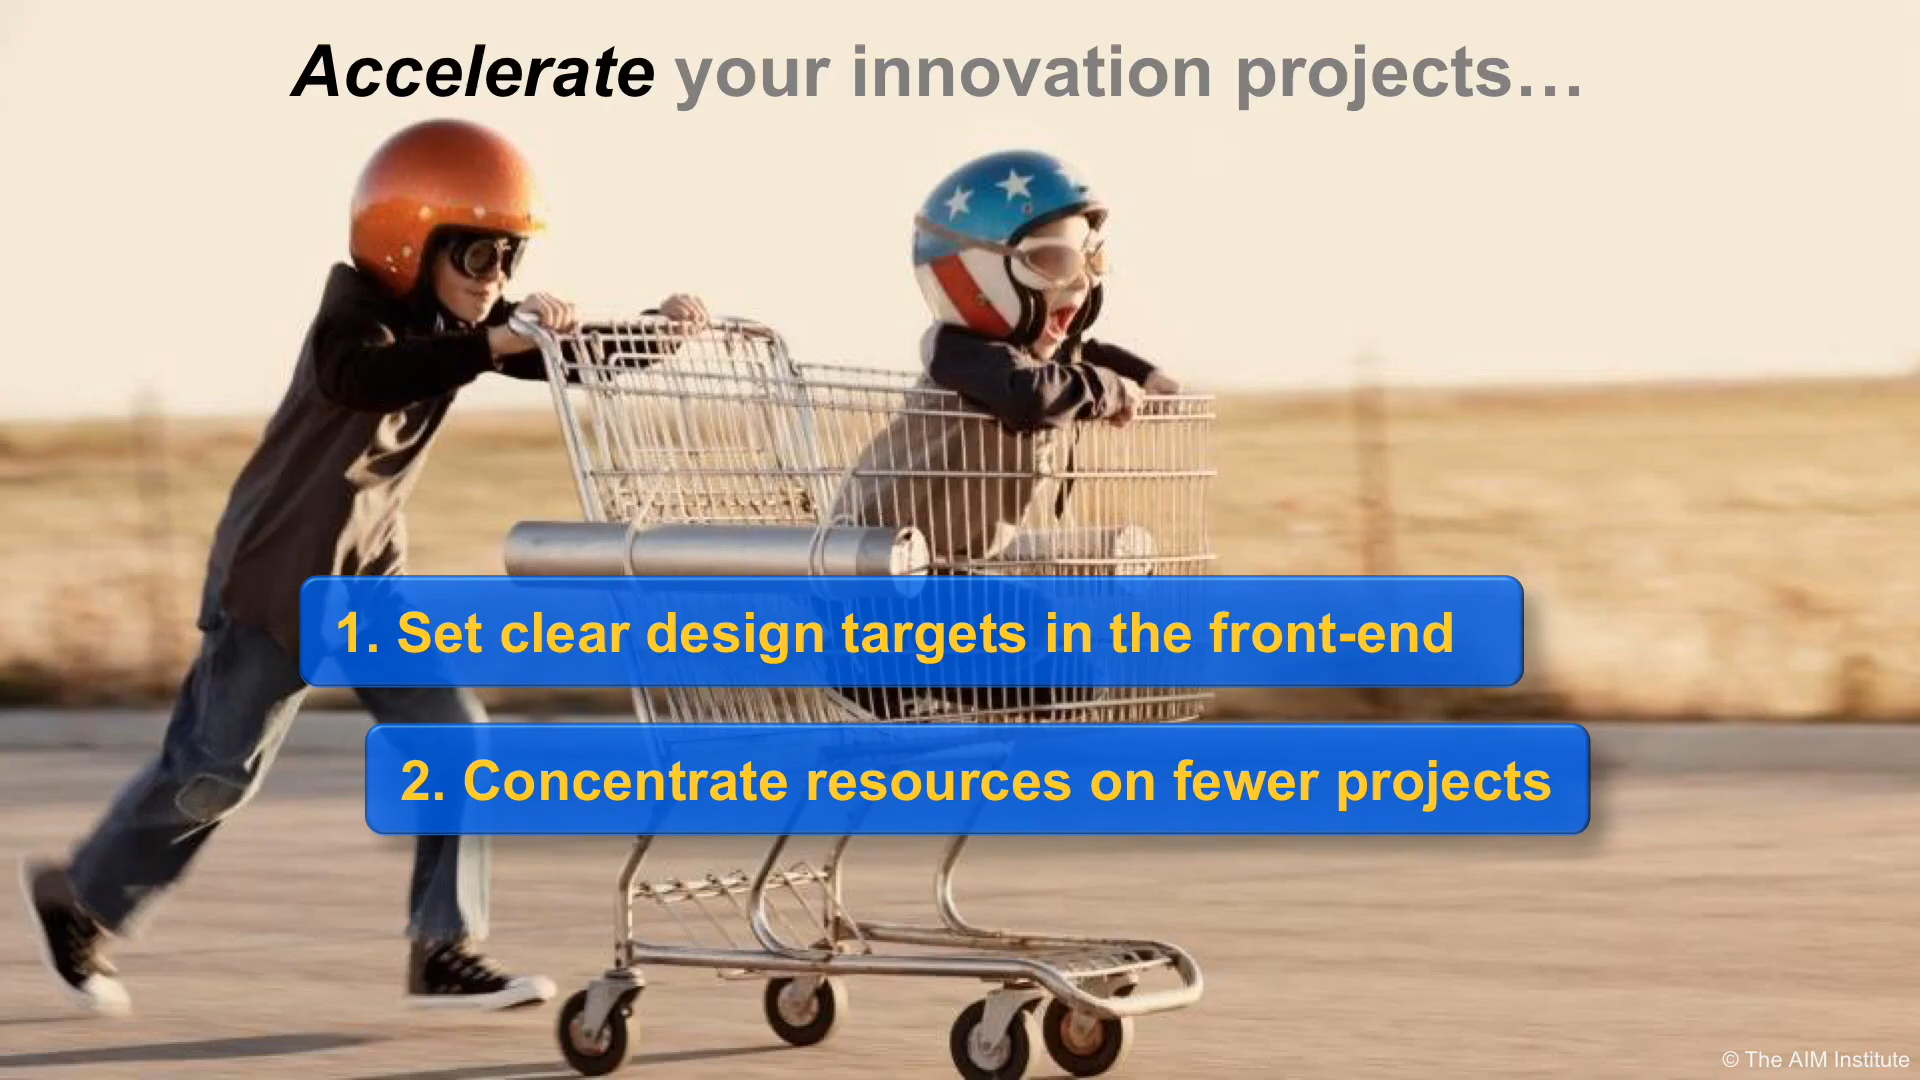 Accelerate your innovation projects…
1. Set clear design targets in the front-end
2. Concentrate resources on fewer projects
© The AIM Institute